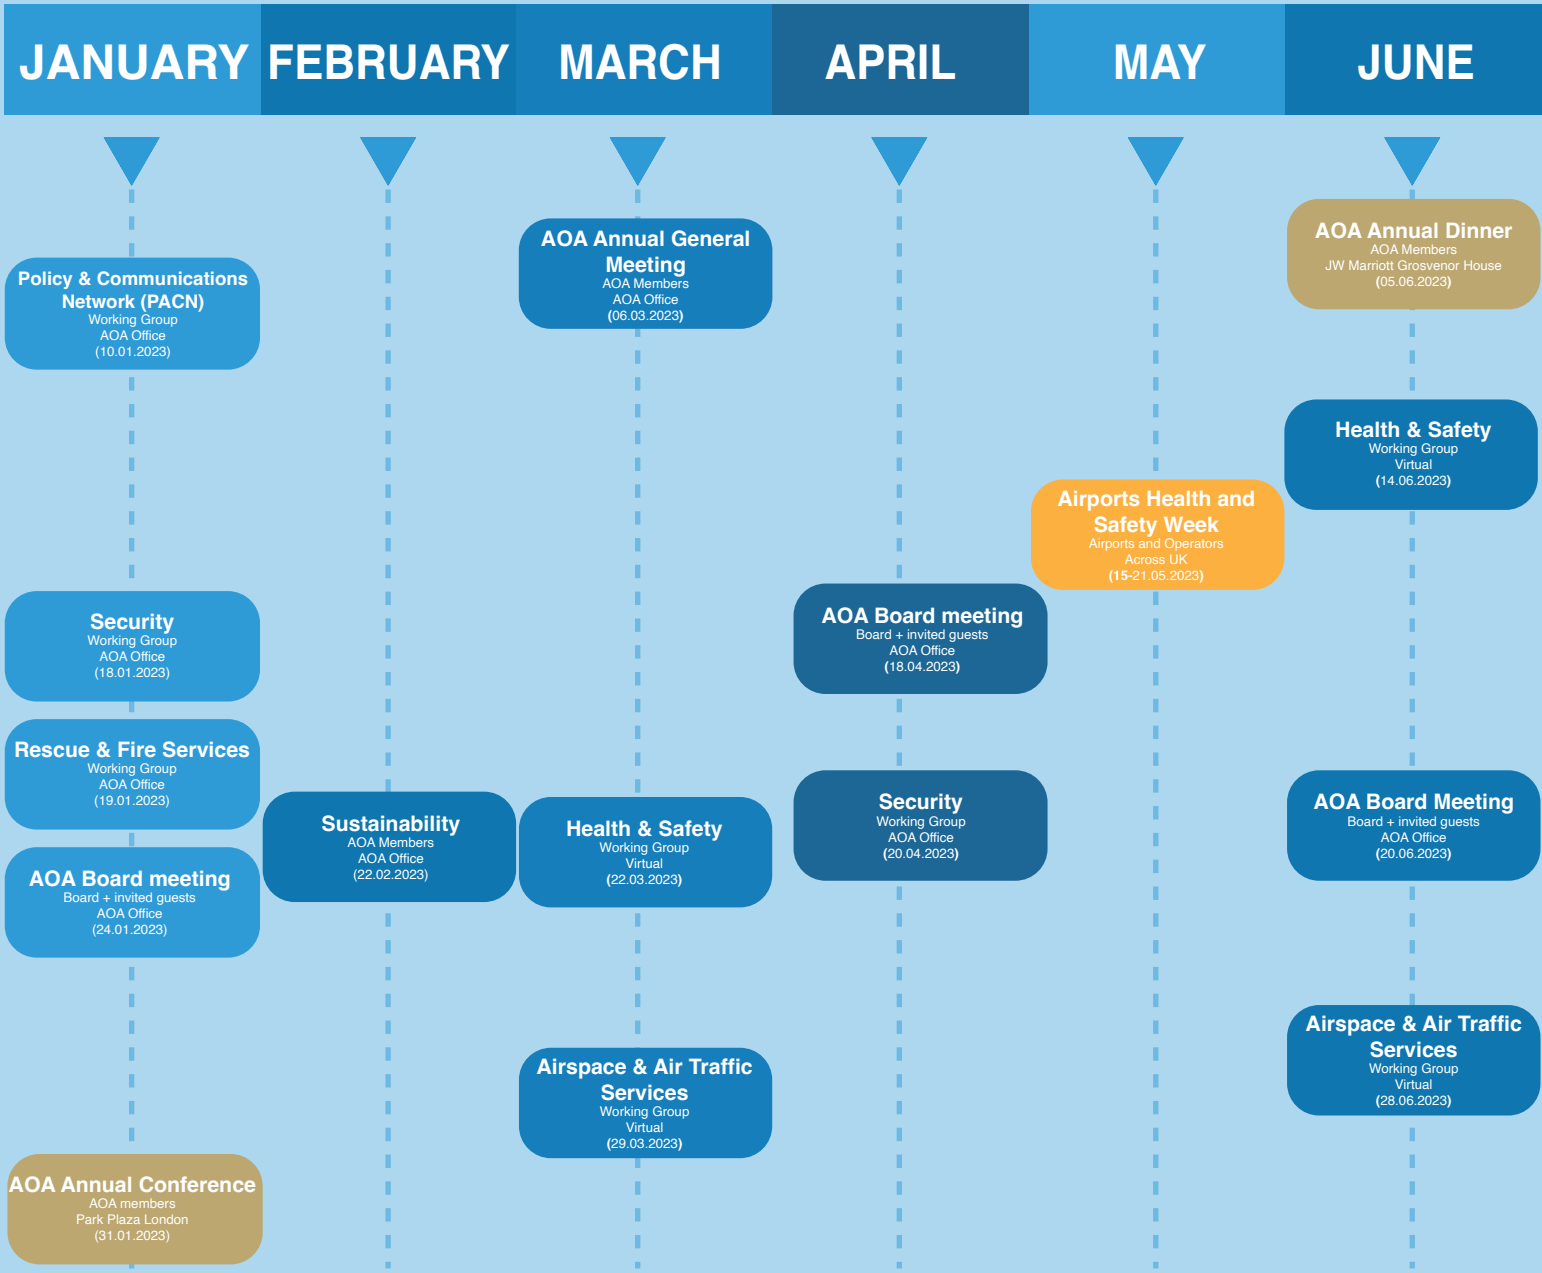 JANUARY
FEBRUARY
MARCH
APRIL
MAY
JUNE
Policy & Communications
Network (PACN)
Working Group
AOA Office
(10.01.2023)
Security
Working Group
AOA Office
(18.01.2023)
Rescue & Fire Services
Working Group
AOA Office
(19.01.2023)
AOA Board meeting
Board + invited guests
AOA Office
(24.01.2023)
AOA Annual Conference
AOA members
Park Plaza London
(31.01.2023)
Sustainability
AOA Members
AOA Office
(22.02.2023)
AOA Annual General
Meeting
AOA Members
AOA Office
(06.03.2023)
Health & Safety
Working Group
Virtual
(22.03.2023)
Airspace & Air Traffic
Services
Working Group
Virtual
(29.03.2023)
AOA Board meeting
Board + invited guests
AOA Office
(18.04.2023)
Security
Working Group
AOA Office
(20.04.2023)
Airports Health and
Safety Week
Airports and Operators
Across UK
(15-21.05.2023)
AOA Annual Dinner
AOA Members
JW Marriott Grosvenor House
(05.06.2023)
Health & Safety
Working Group
Virtual
(14.06.2023)
AOA Board Meeting
Board + invited guests
AOA Office
(20.06.2023)
Airspace & Air Traffic
Services
Working Group
Virtual
(28.06.2023)